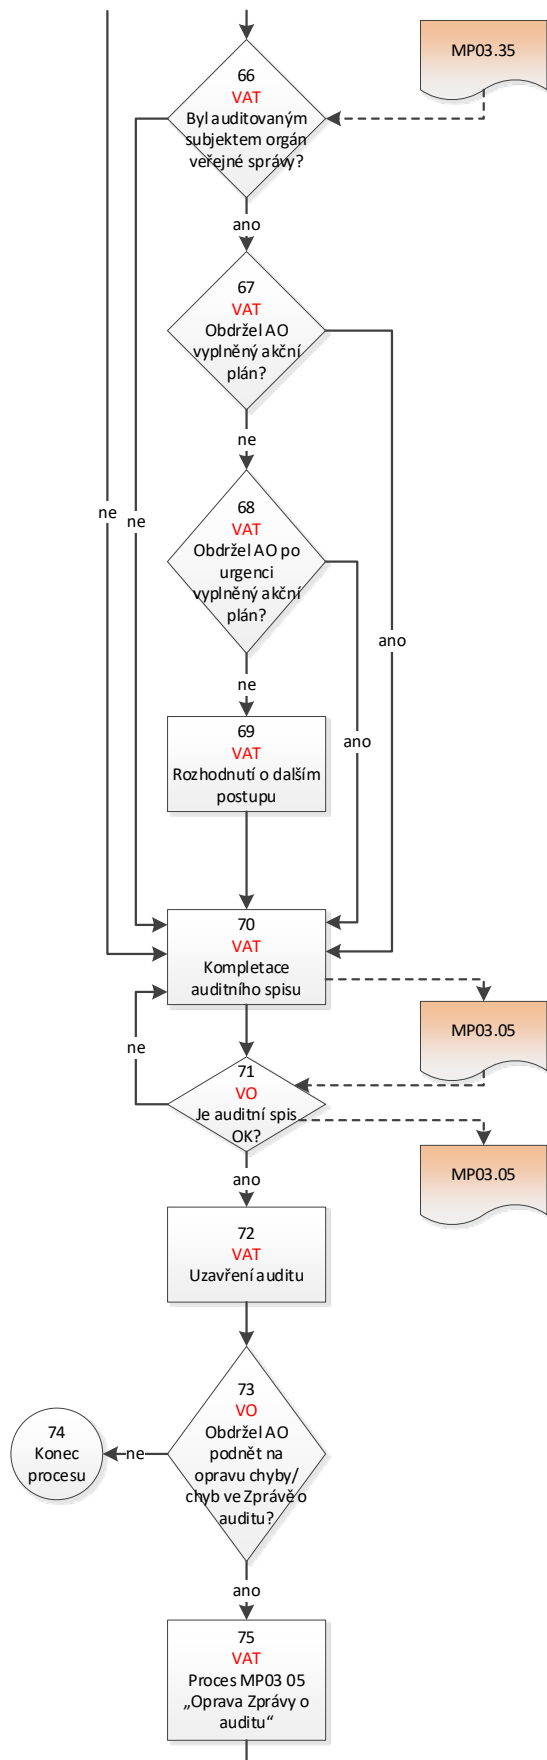 MP03.35
66
VAT
Byl auditovaným
subjektem orgán
veřejné správy?
ano
67
VAT
Obdržel AO
vyplněný akční
plán?
ne
68
VAT
Obdržel AO po
urgenci
vyplněný akční
plán?
ne
ne
ano
ano
ne
69
VAT
Rozhodnutí o dalším
postupu
70
VAT
Kompletace
auditního spisu
MP03.05
ne
71
VO
Je auditní spis
OK?
MP03.05
ano
72
VAT
Uzavření auditu
73
VO
Obdržel AO
podnět na
opravu chyby/
chyb ve Zprávě o
auditu?
ne
74
Konec
procesu
ano
75
VAT
Proces MP03 05
„Oprava Zprávy o
auditu“